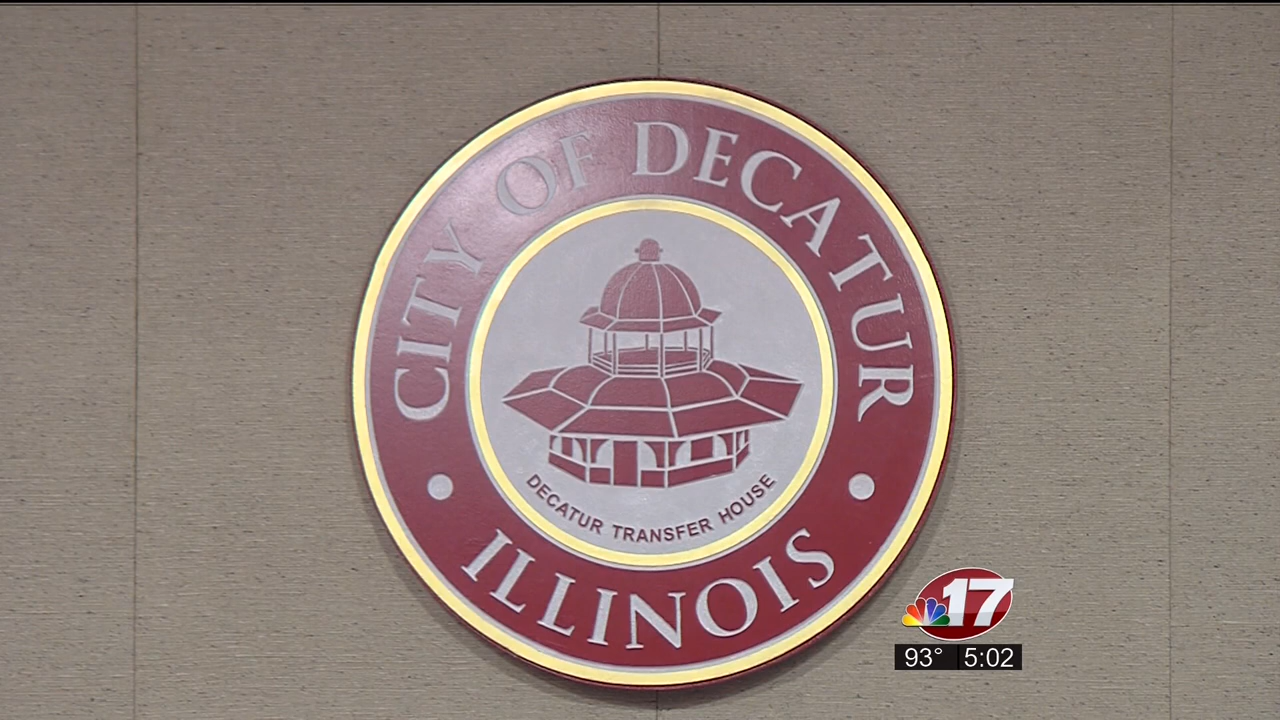 CITY OF DECATUR
DECATUR TRANSFER HOUSE
ILLINOIS
17
93° 5:02